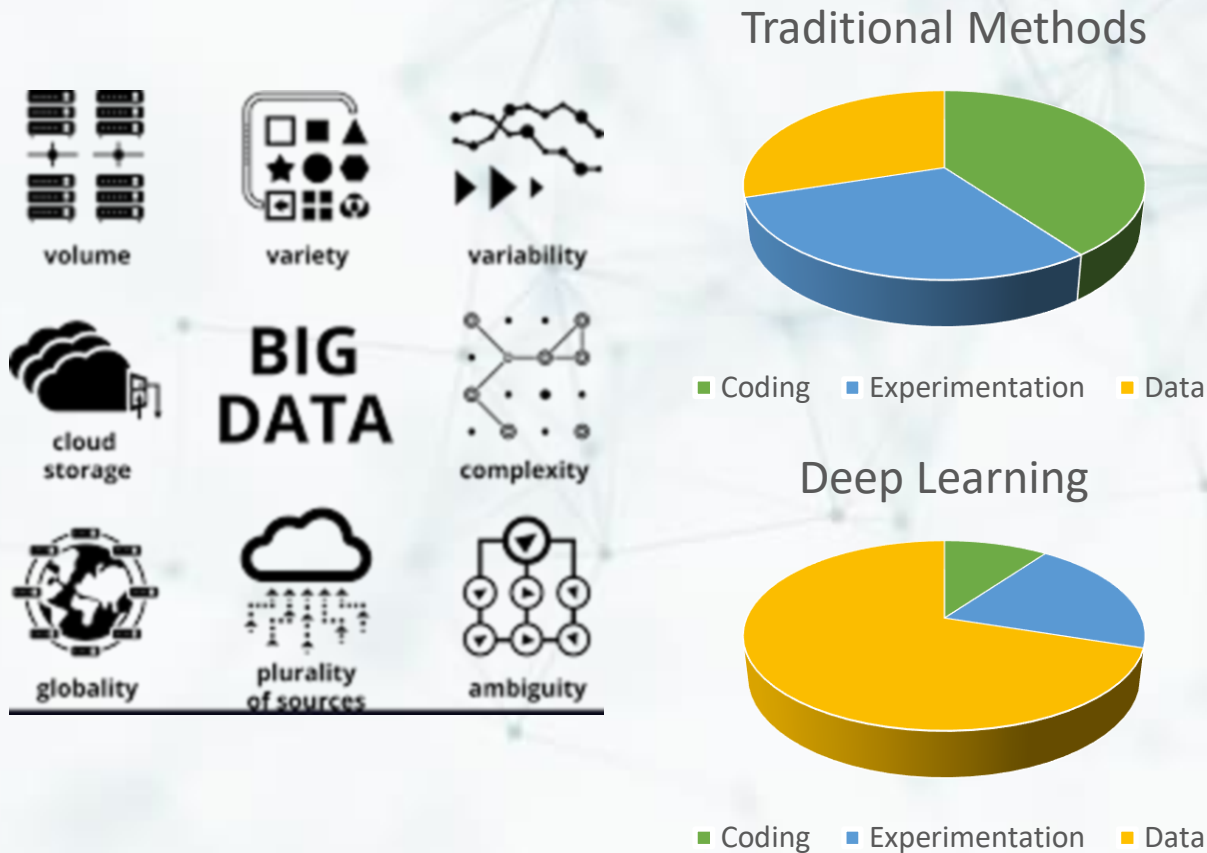 Traditional Methods
volume
variety
variability
BIG
DATA
cloud
storage
complexity
globality
plurality
of sources
ambiguity
Coding
Experimentation
Data
Deep Learning
Coding
Experimentation
Data